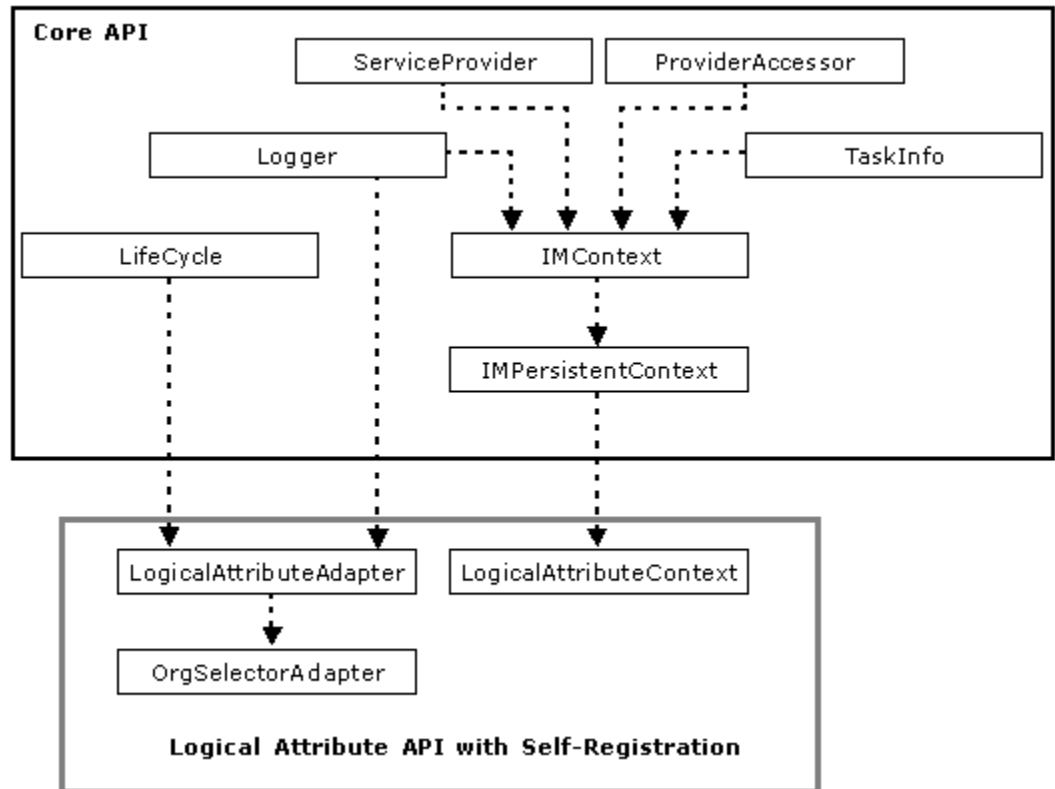 Core API
ServiceProvider
ProviderAccessor
Logger
TaskInfo
LifeCycle
IMContext
IMPersistentContext
LogicalAttributeAdapter
LogicalAttributeContext
OrgSelectorAdapter
Logical Attribute API with Self-Registration